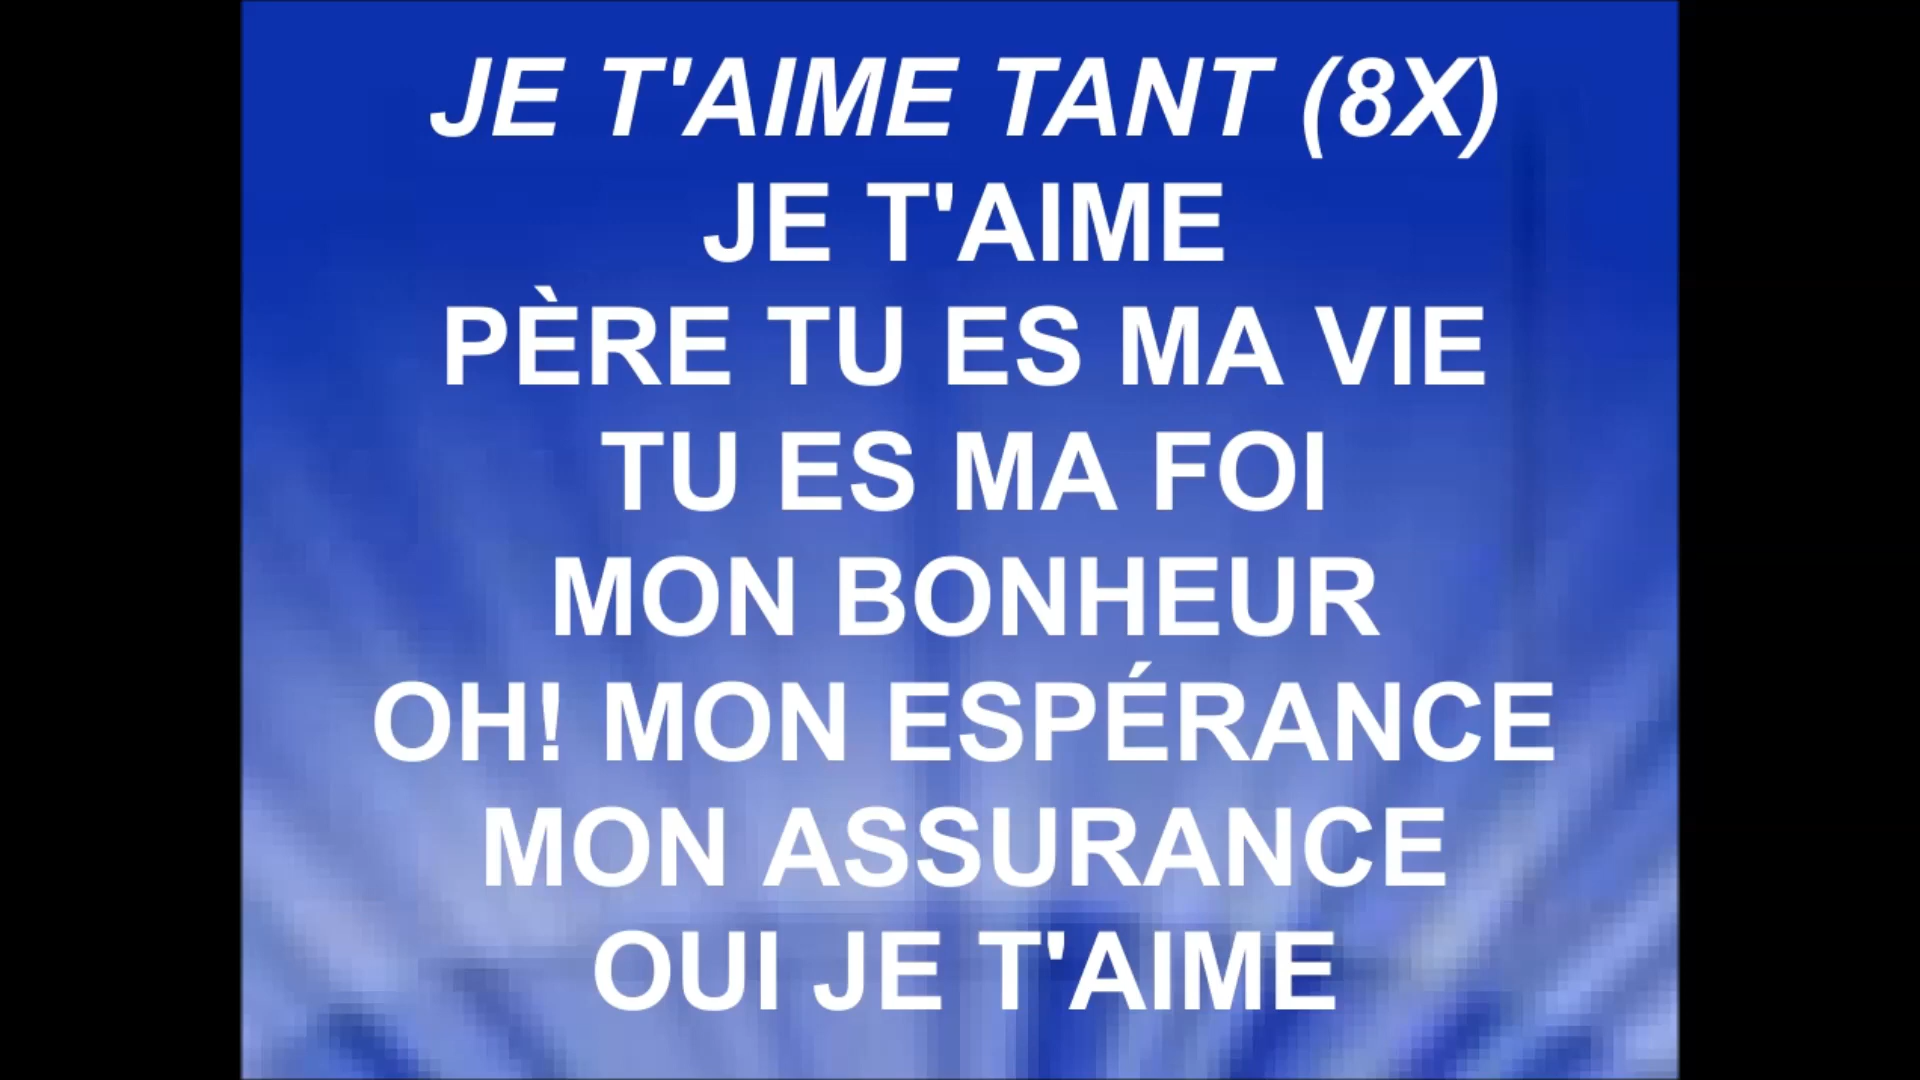 JE T'AIME TANT (8X)
JE T'AIME
PÈRE TU ES MA VIE
TU ES MA FOI
MON BONHEUR
OH! MON ESPÉRANCE
MON ASSURANCE
OUI JE T'AIME